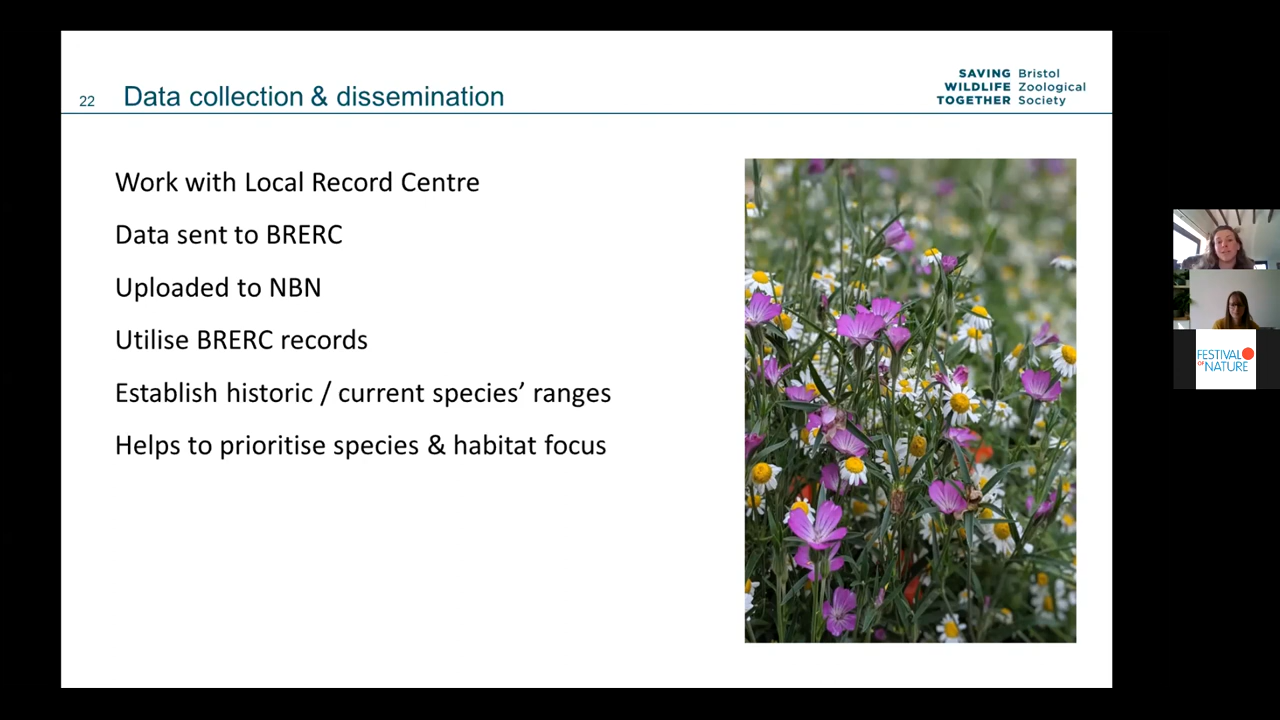 22 Data collection & dissemination
SAVING Bristol
WILDLIFE Zoological
TOGETHER Society
Work with Local Record Centre
Data sent to BRERC
Uploaded to NBN
Utilise BRERC records
Establish historic / current species’ ranges
Helps to prioritise species & habitat focus
FESTIVAL
OF NATURE